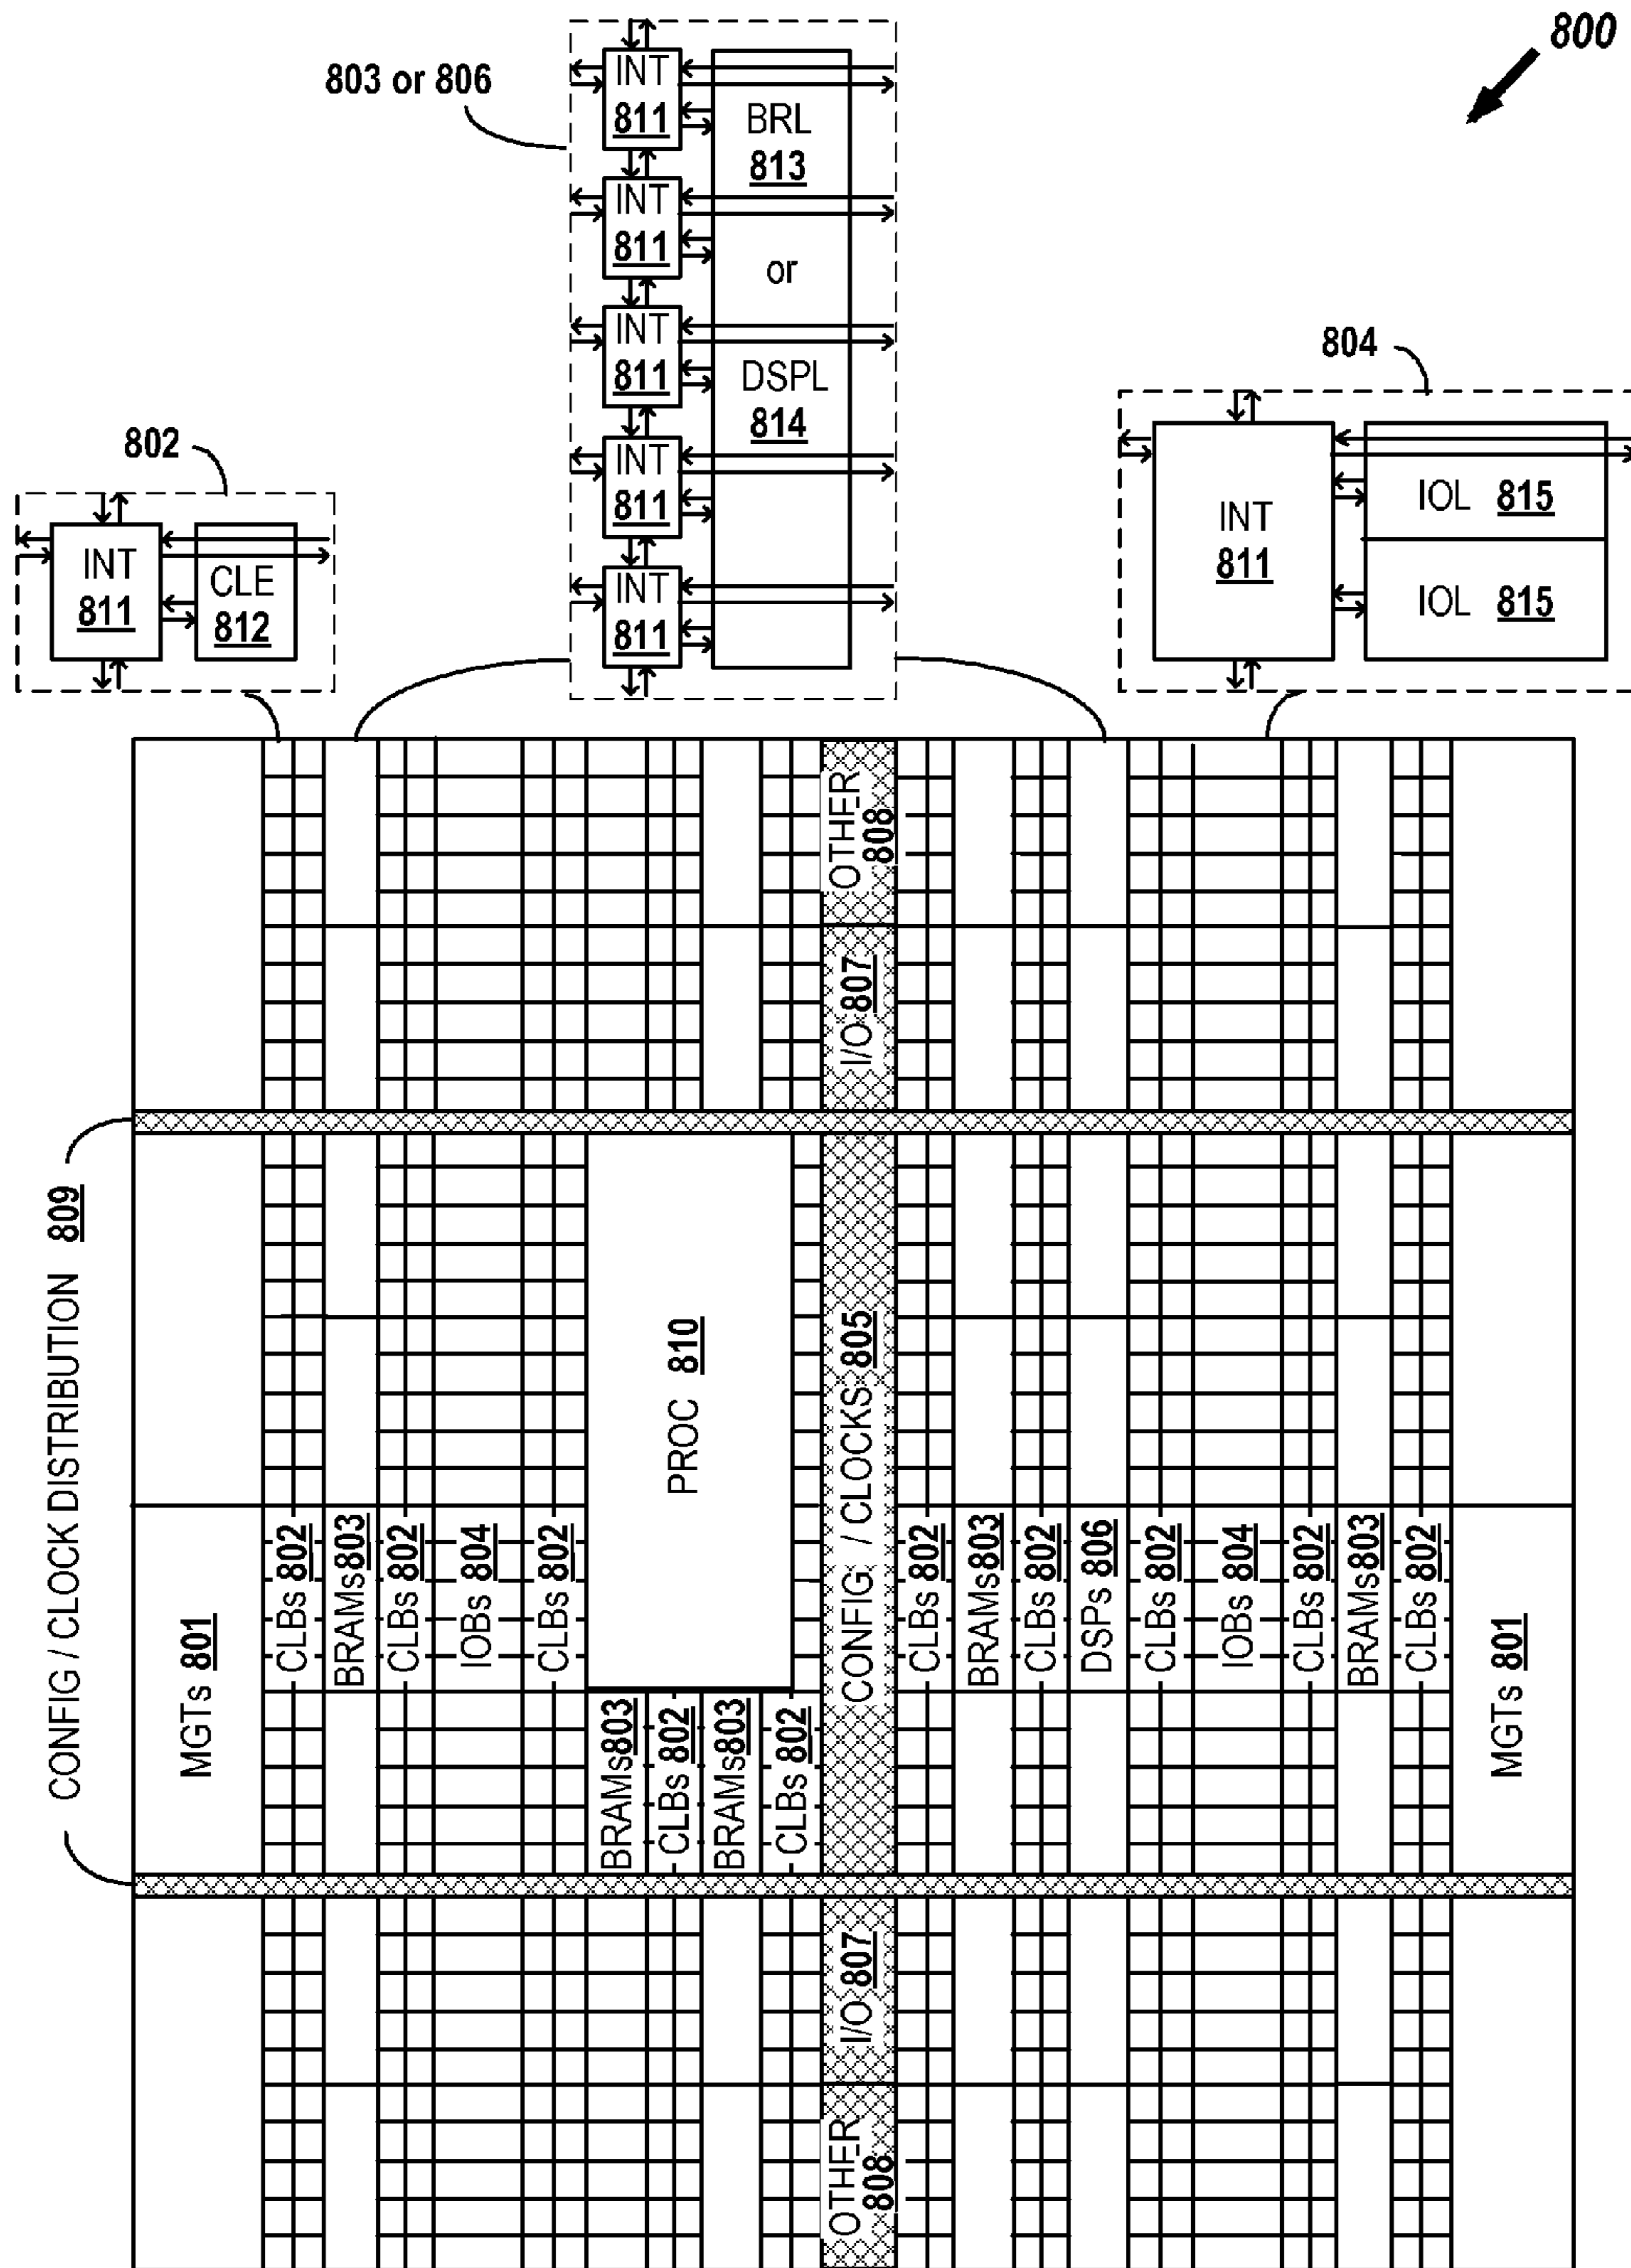 800
803 or 806
INT
811
BRL
813
INT
811
or
INT
811
DSPL
814
INT
811
INT
811
802
INT
811
CLE
812
804
INT
811
IOL 815
IOL 815
OTHER
808
I/O 807
CONFIG / CLOCK DISTRIBUTION 809
PROC 810
CONFIG / CLOCKS 805
MGTs 801
CLBs 802
BRAMs 803
CLBs 802
IOBs 804
CLBs 802
BRAMs 803
CLBs 802
BRAMs 803
CLBs 802
CLBs 802
BRAMs 803
CLBs 802
DSPs 806
CLBs 802
IOBs 804
CLBs 802
BRAMs 803
CLBs 802
MGTs 801
I/O 807
OTHER
808